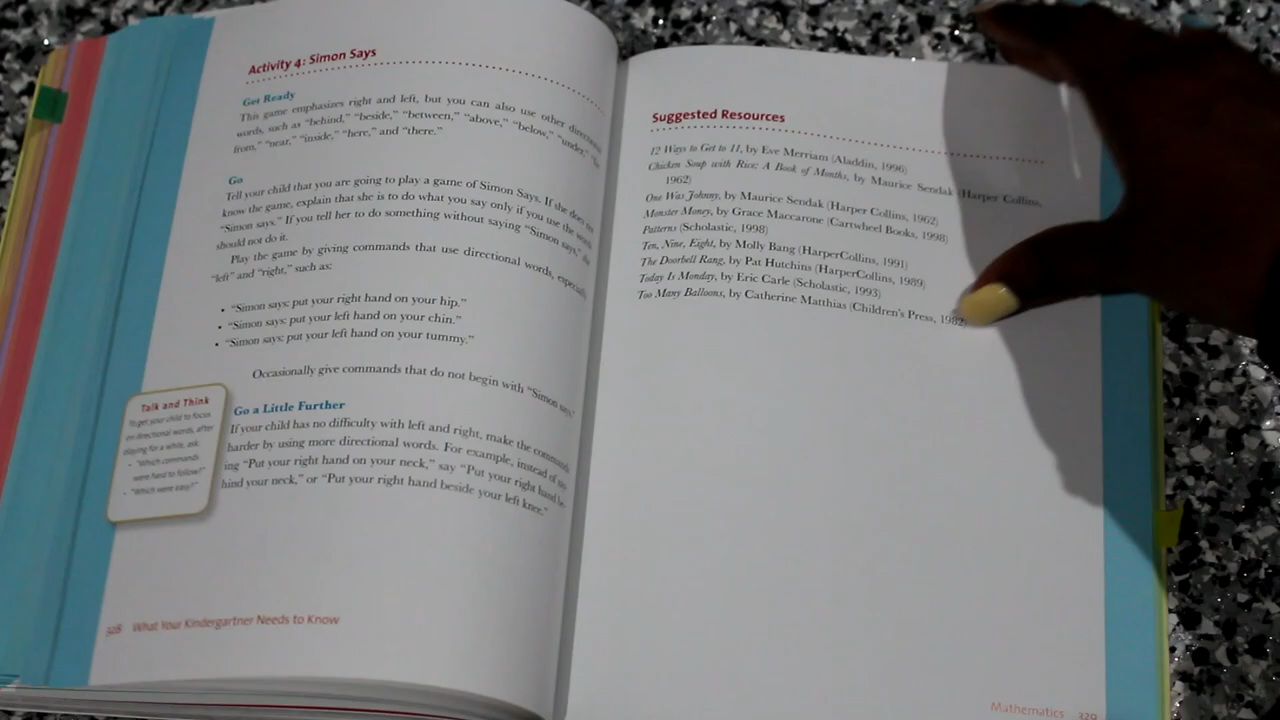 Activity 4: Simon Says
Get Ready
This game emphasizes right and left, but you can also use other directional
words, such as “behind,” “beside,” “between,” “above,” “below,” “under,”
from,” “near,” “inside,” “here,” and “there.”
Go
Tell your child that you are going to play a game of Simon Says. If she does not
know the game, explain that she is to do what you say only if you use the words
“Simon says.” If you tell her to do something without saying “Simon says,” she
should not do it.
Play the game by giving commands that use directional words, especially
“left” and “right,” such as:
• “Simon says: put your right hand on your hip.”
• “Simon says: put your left hand on your chin.”
• “Simon says: put your left hand on your tummy.”
Occasionally give commands that do not begin with “Simon says.”
Talk and Think
To get your child to focus
on directional words, after
playing for a while, ask
• “Which commands
were hard to follow?”
• “Which were easy?”
Go a Little Further
If your child has no difficulty with left and right, make the commands
harder by using more directional words. For example, instead of say-
ing “Put your right hand on your neck,” say “Put your right hand be-
hind your neck,” or “Put your right hand beside your left knee.”
328 What Your Kindergartner Needs to Know
Suggested Resources
12 Ways to Get to 11, by Eve Merriam (Aladdin, 1996)
Chicken Soup with Rice: A Book of Months, by Maurice Sendak (Harper Collins,
1962)
One Was Johnny, by Maurice Sendak (Harper Collins, 1962)
Monster Money, by Grace Maccarone (Cartwheel Books, 1998)
Patterns (Scholastic, 1998)
Ten, Nine, Eight, by Molly Bang (HarperCollins, 1991)
The Doorbell Rang, by Pat Hutchins (HarperCollins, 1989)
Today Is Monday, by Eric Carle (Scholastic, 1993)
Too Many Balloons, by Catherine Matthias (Children’s Press, 1982)
Mathematics 329